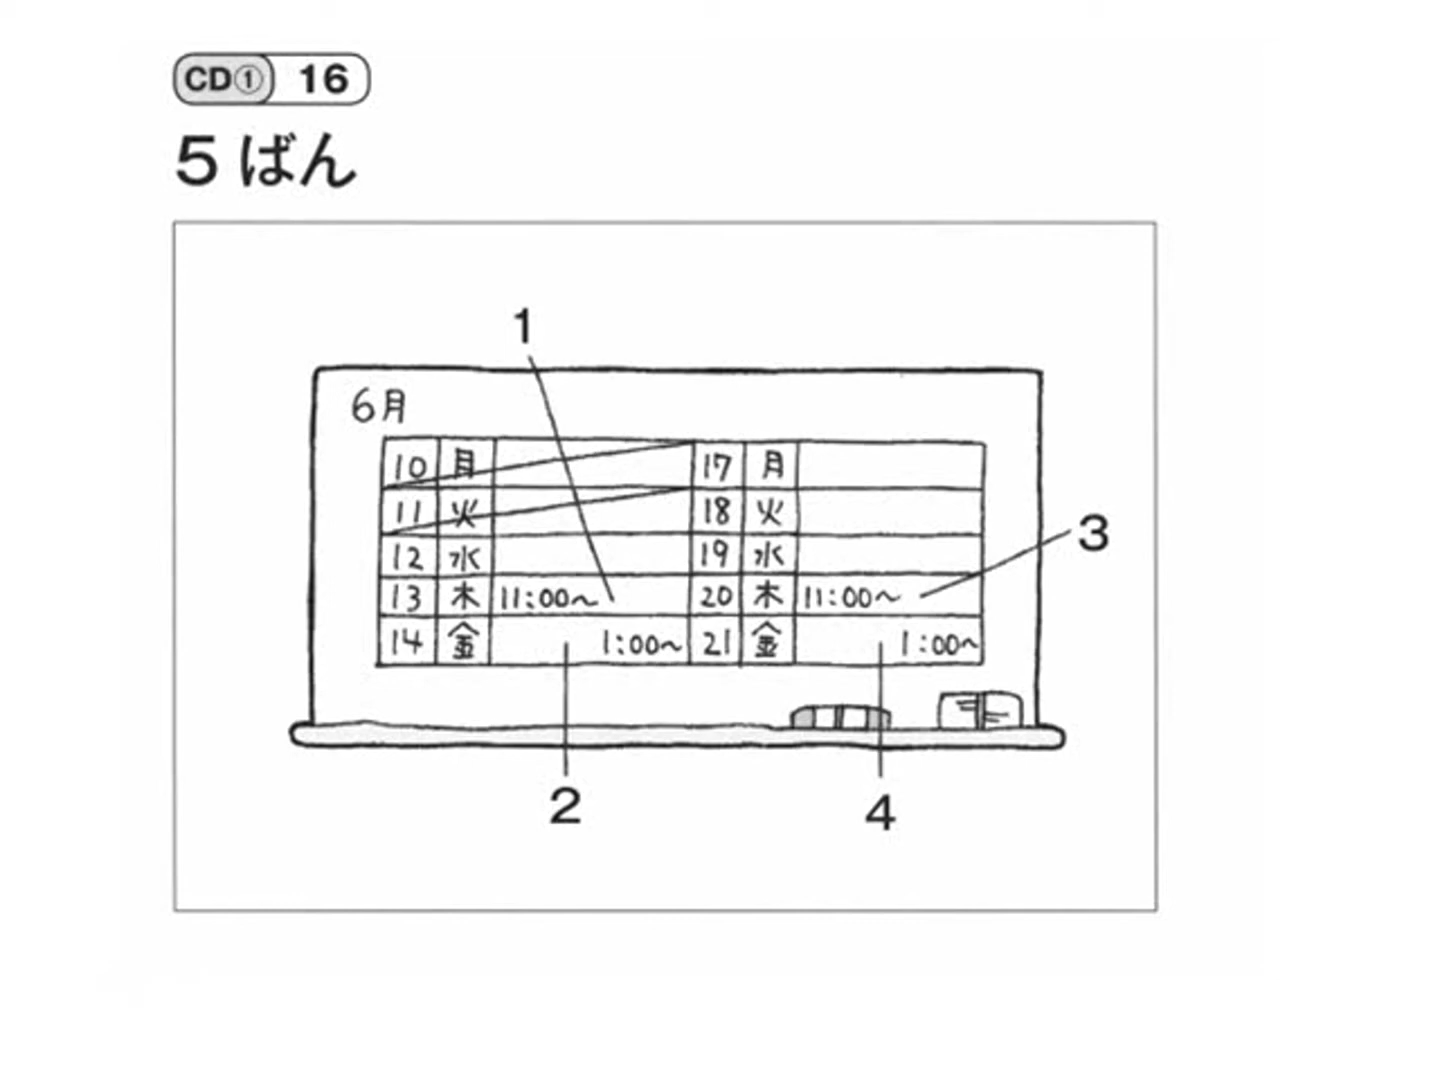 CD① 16
5 ばん
1
6月
10 月 17 月
11 火 18 火
12 水 19 水
3
13 木 11:00~ 20 木 11:00~
14 金 1:00~ 21 金 1:00~
2 4